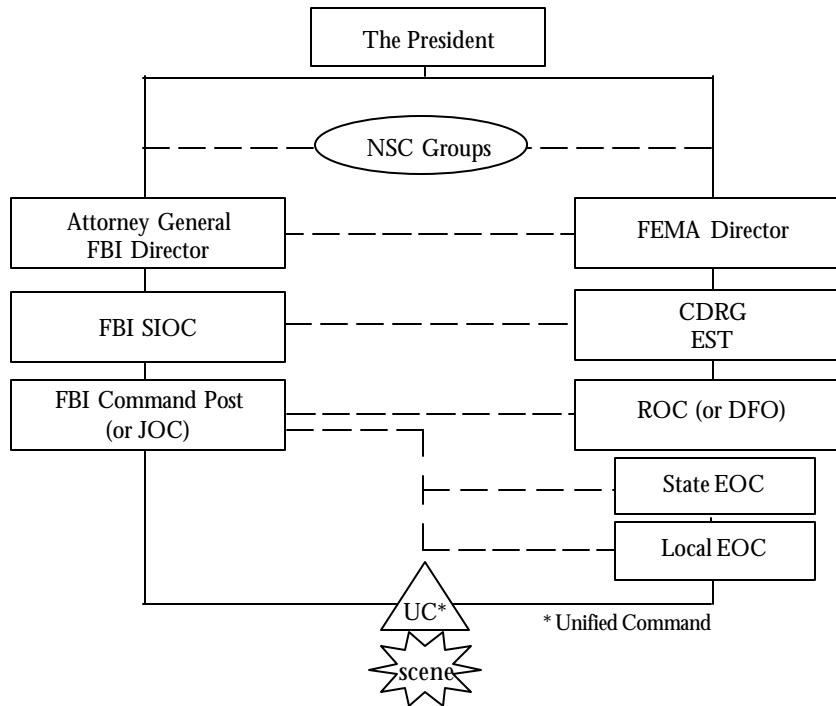 The President
NSC Groups
Attorney General
FBI Director
FEMA Director
FBI SIOC
CDRG
EST
FBI Command Post
(or JOC)
ROC (or DFO)
State EOC
Local EOC
UC*
* Unified Command
scene